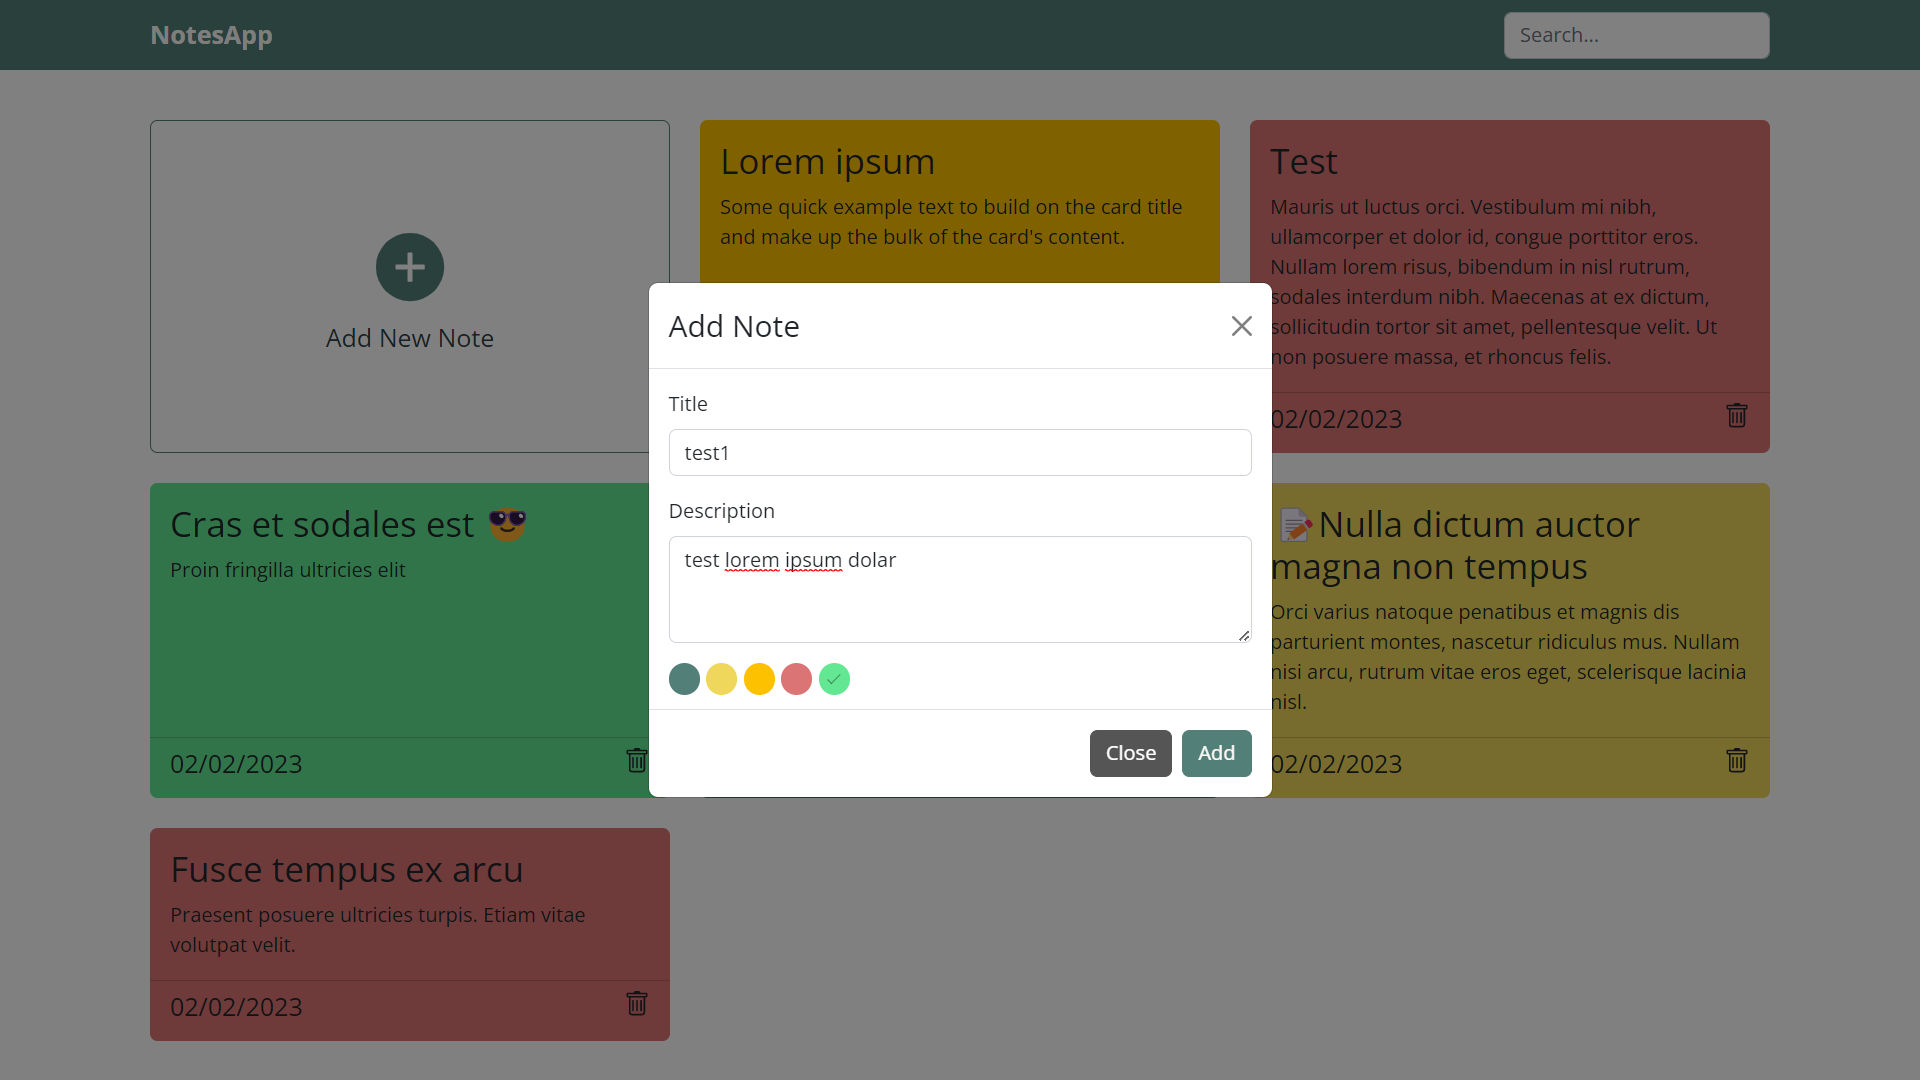 NotesApp
Search...
Add New Note
Lorem ipsum
Some quick example text to build on the card title
and make up the bulk of the card's content.
Test
Mauris ut luctus orci. Vestibulum mi nibh,
ullamcorper et dolor id, congue porttitor eros.
Nullam lorem risus, bibendum in nisl rutrum,
sodales interdum nibh. Maecenas at ex dictum,
sollicitudin tortor sit amet, pellentesque velit. Ut
non posuere massa, et rhoncus felis.
02/02/2023
Add Note
Title
test1
Description
test lorem ipsum dolar
Close
Add
Cras et sodales est 😎
Proin fringilla ultricies elit
02/02/2023
📝Nulla dictum auctor
magna non tempus
Orci varius natoque penatibus et magnis dis
parturient montes, nascetur ridiculus mus. Nullam
nisi arcu, rutrum vitae eros eget, scelerisque lacinia
nisl.
02/02/2023
Fusce tempus ex arcu
Praesent posuere ultricies turpis. Etiam vitae
volutpat velit.
02/02/2023